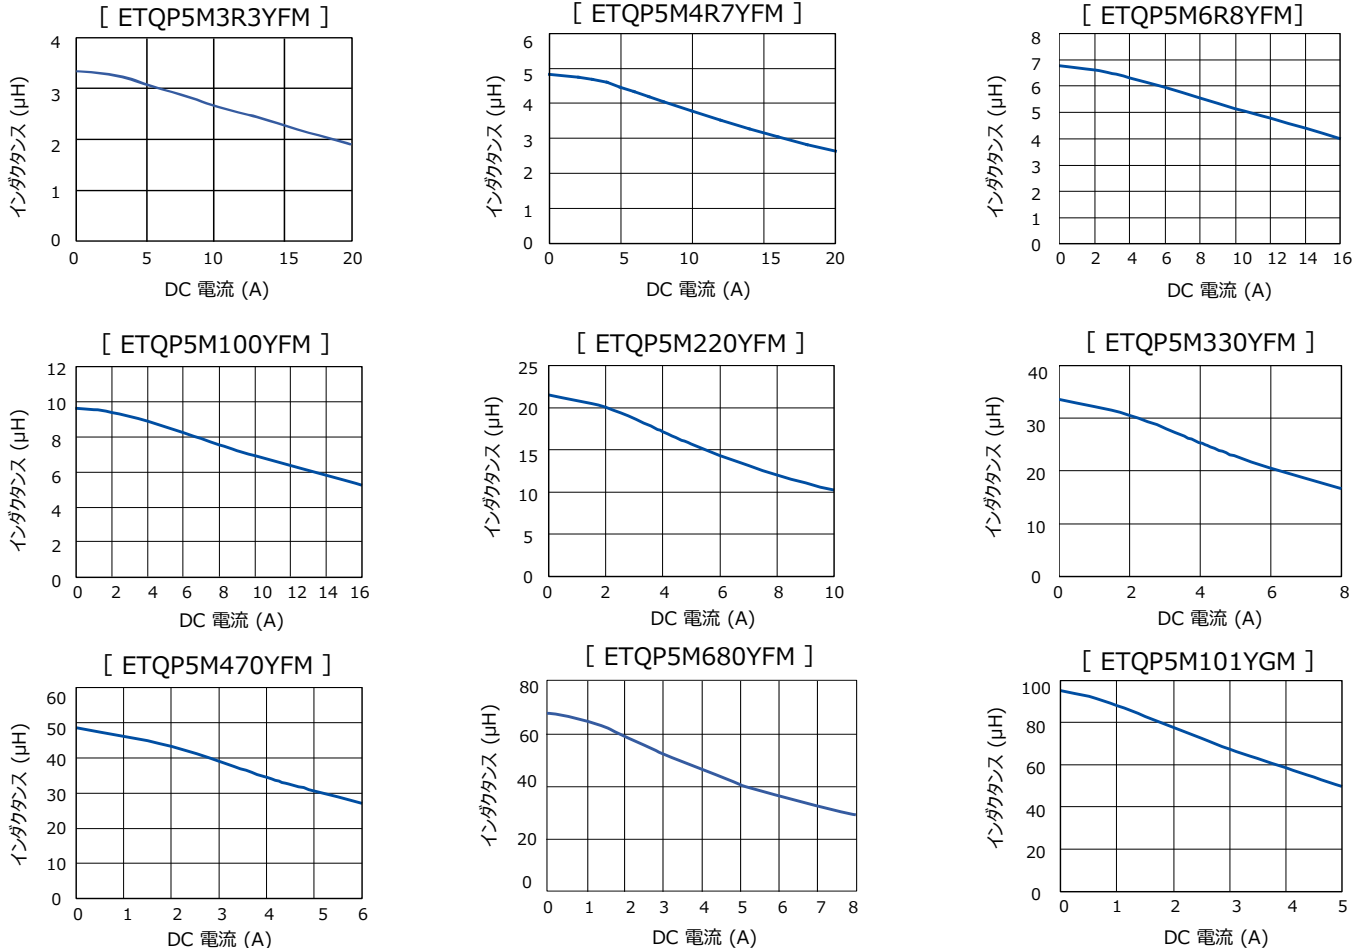 [ ETQP5M3R3YFM ]
インダクタンス (μH)
4
3
2
1
0
0 5 10 15 20
DC 電流 (A)
[ ETQP5M4R7YFM ]
インダクタンス (μH)
6
5
4
3
2
1
0
0 5 10 15 20
DC 電流 (A)
[ ETQP5M6R8YFM]
インダクタンス (μH)
8
7
6
5
4
3
2
1
0
0 2 4 6 8 10 12 14 16
DC 電流 (A)
[ ETQP5M100YFM ]
インダクタンス (μH)
12
10
8
6
4
2
0
0 2 4 6 8 10 12 14 16
DC 電流 (A)
[ ETQP5M220YFM ]
インダクタンス (μH)
25
20
15
10
5
0
0 2 4 6 8 10
DC 電流 (A)
[ ETQP5M330YFM ]
インダクタンス (μH)
40
30
20
10
0
0 2 4 6 8
DC 電流 (A)
[ ETQP5M470YFM ]
インダクタンス (μH)
60
50
40
30
20
10
0
0 1 2 3 4 5 6
DC 電流 (A)
[ ETQP5M680YFM ]
インダクタンス (μH)
80
60
40
20
0
0 1 2 3 4 5 6 7 8
DC 電流 (A)
[ ETQP5M101YGM ]
インダクタンス (μH)
100
80
60
40
20
0
0 1 2 3 4 5
DC 電流 (A)